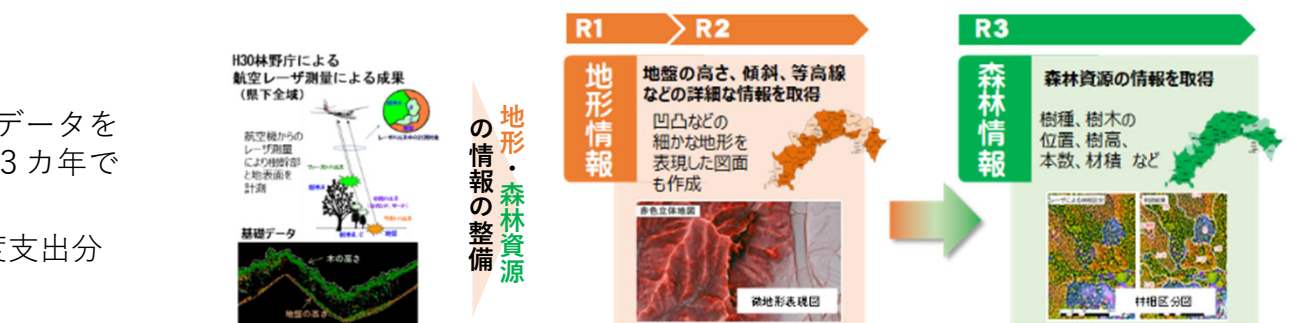 データを
3カ年で
度支出分
H30林野庁による
航空レーザ測量による成果
（県下全域）
航空機からの
レーザ測量
により樹幹部
と地表面を
計測
基礎データ
木の高さ
地盤の高さ
地形・森林資源
の情報の整備
R1
R2
地形情報
地盤の高さ、傾斜、等高線
などの詳細な情報を取得
凹凸などの
細かな地形を
表現した図面
も作成
赤色立体地図
微地形表現図
R3
森林情報
森林資源の情報を取得
樹種、樹木の
位置、樹高、
本数、材積 など
林相区分図